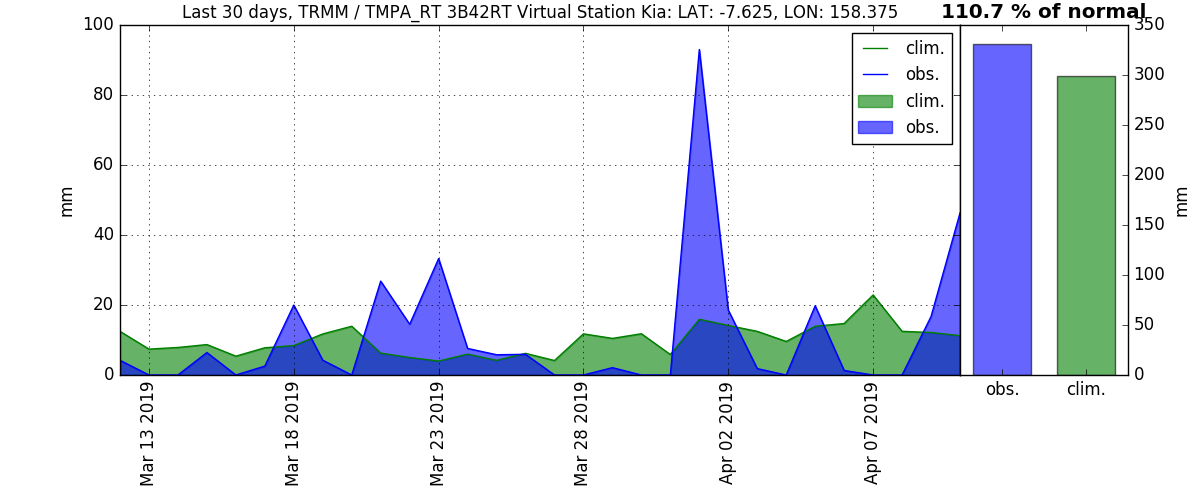 Last 30 days, TRMM / TMPA_RT 3B42RT Virtual Station Kia: LAT: -7.625, LON: 158.375
110.7 % of normal
100
80
60
40
20
0
mm
clim.
obs.
clim.
obs.
350
300
250
200
150
100
50
0
mm
obs.
clim.
Mar 13 2019
Mar 18 2019
Mar 23 2019
Mar 28 2019
Apr 02 2019
Apr 07 2019